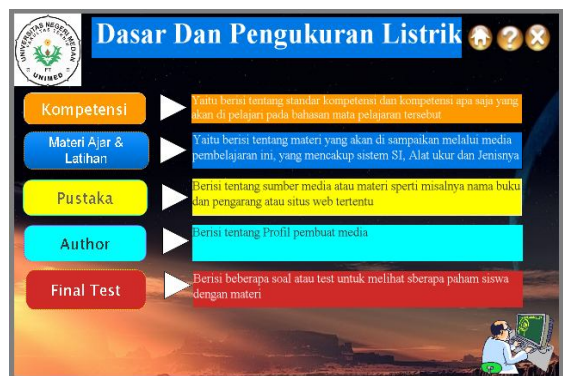 UNIVERSITAS NEGERI MEDAN
FAKULTAS TEKNIK
FT
UNIMED
Dasar Dan Pengukuran Listrik
?
X
Kompetensi
Yaitu berisi tentang standar kompetensi dan kompetensi apa saja yang
akan di pelajari pada bahasan mata pelajaran tersebut
Materi Ajar &
Latihan
Yaitu berisi tentang materi yang akan di sampaikan melalui media
pembelajaran ini, yang mencakup sistem SI, Alat ukur dan Jenisnya
Pustaka
Berisi tentang sumber media atau materi sperti misalnya nama buku
dan pengarang atau situs web tertentu
Author
Berisi tentang Profil pembuat media
Final Test
Berisi beberapa soal atau test untuk melihat sberapa paham siswa
dengan materi